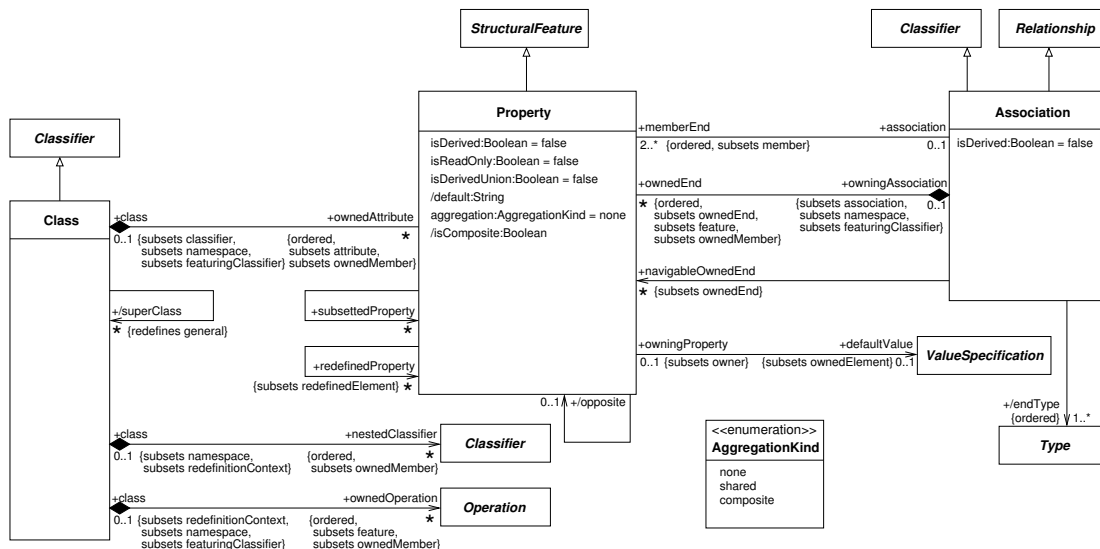 StructuralFeature
Classifier
Relationship
Classifier
Class
Property
isDerived:Boolean = false
isReadOnly:Boolean = false
isDerivedUnion:Boolean = false
/default:String
aggregation:AggregationKind = none
/isComposite:Boolean
Association
isDerived:Boolean = false
+memberEnd
+association
2..* {ordered, subsets member}
0..1
+ownedEnd
+owningAssociation
* {ordered,
subsets ownedEnd,
subsets feature,
subsets ownedMember}
{subsets association,
subsets namespace,
subsets featuringClassifier}
0..1
+navigableOwnedEnd
* {subsets ownedEnd}
+class
+ownedAttribute
0..1 {subsets classifier,
subsets namespace,
subsets featuringClassifier}
{ordered,
subsets attribute,
subsets ownedMember}
*
+/superClass
* {redefines general}
+subsettedProperty
*
+redefinedProperty
{subsets redefinedElement} *
+owningProperty
+defaultValue
0..1 {subsets owner}
{subsets ownedElement} 0..1
ValueSpecification
0..1
+/opposite
+/endType
{ordered}
1..*
Type
+class
+nestedClassifier
0..1 {subsets namespace,
subsets redefinitionContext}
{ordered,
subsets ownedMember}
*
Classifier
+class
+ownedOperation
0..1 {subsets redefinitionContext,
subsets namespace,
subsets featuringClassifier}
{ordered,
subsets feature,
subsets ownedMember}
*
Operation
<<enumeration>>
AggregationKind
none
shared
composite